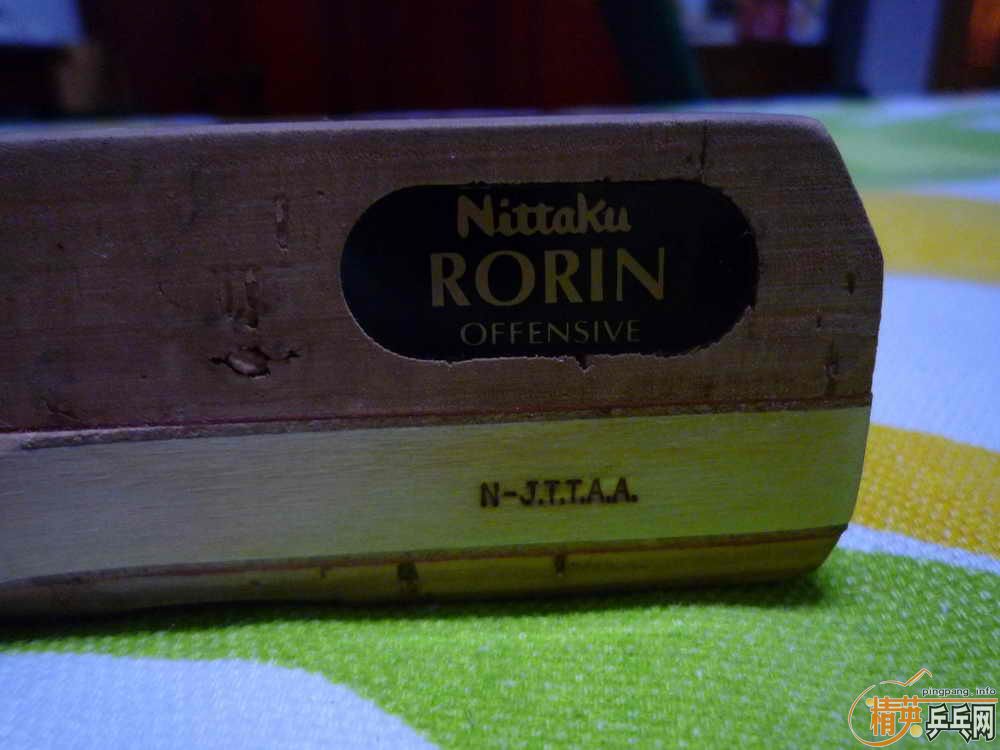 Nittaku
RORIN
OFFENSIVE
N-J.T.T.A.A.
pingpang.info
精英乒乓网